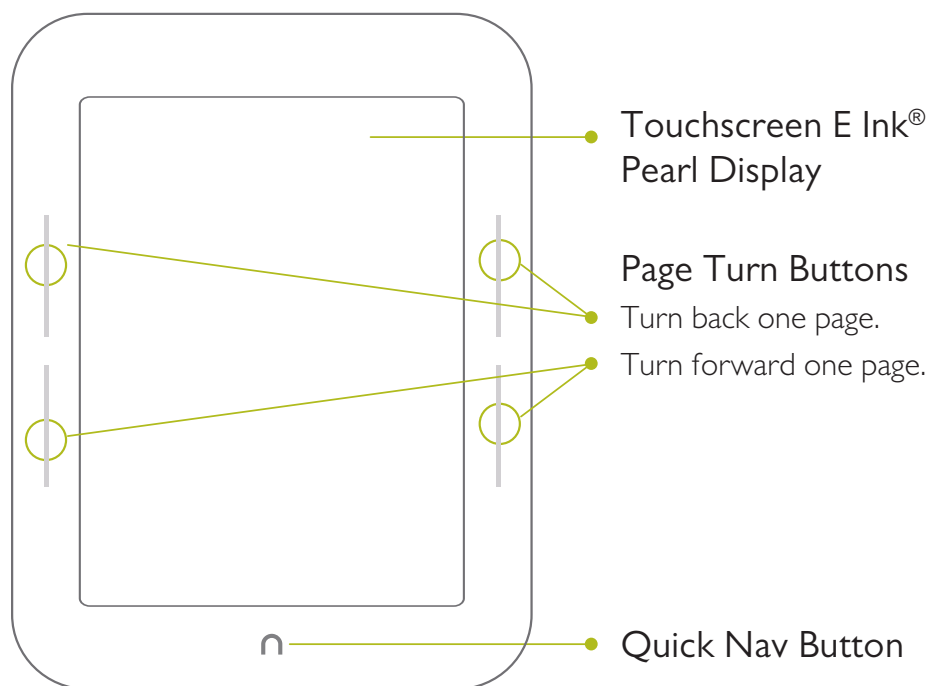 Touchscreen E Ink®
Pearl Display
Page Turn Buttons
Turn back one page.
Turn forward one page.
n
Quick Nav Button